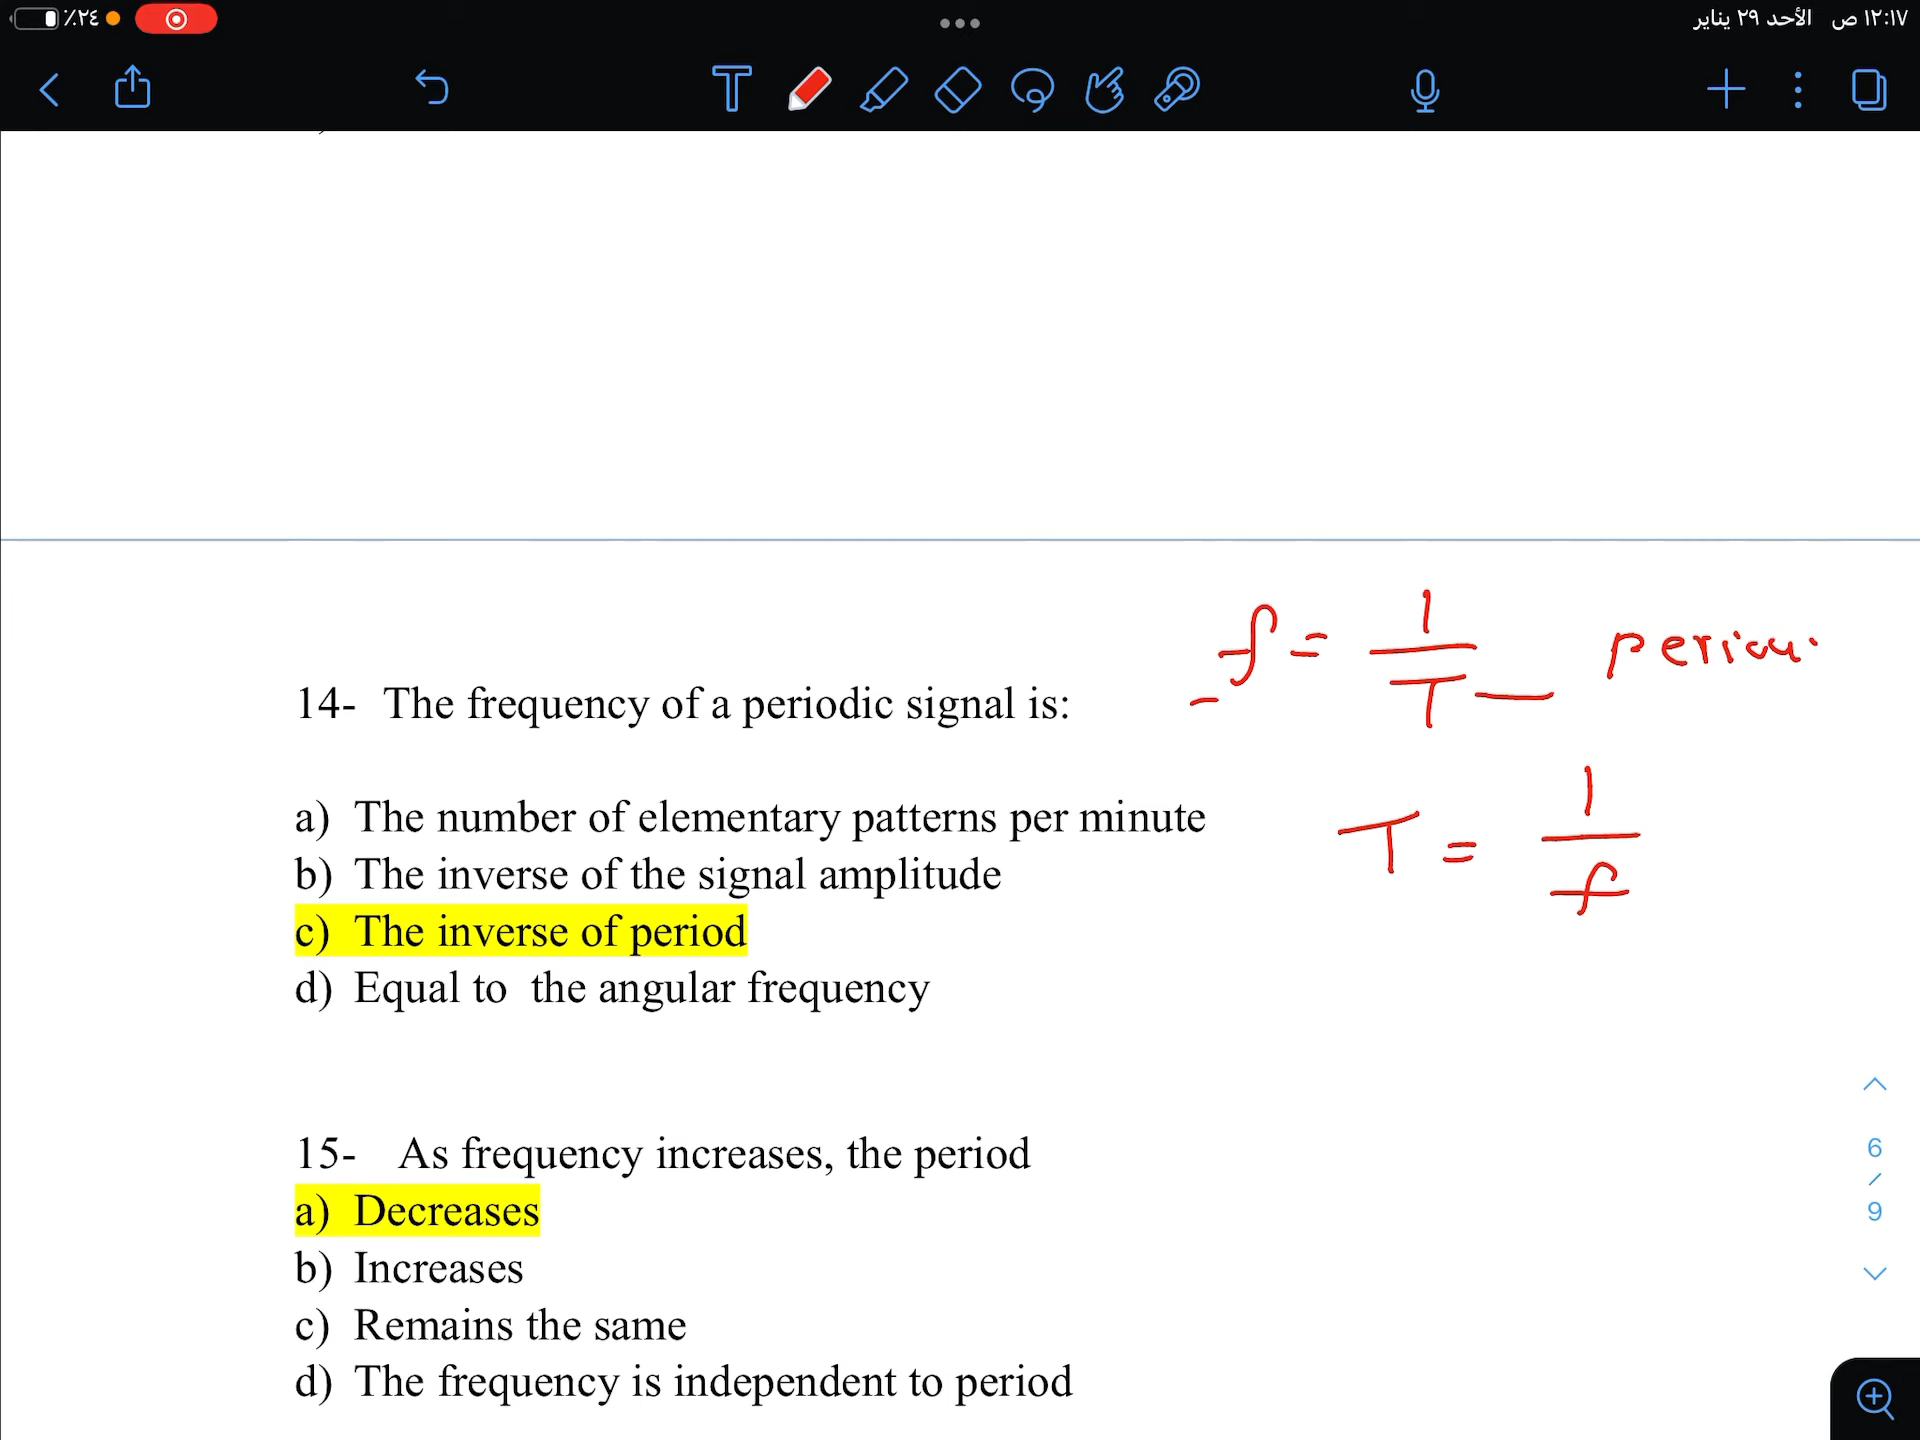 ٪٢٤
الأحد ٢٩ يناير ١٢:١٧ ص
f = 1/T
14- The frequency of a periodic signal is:
a) The number of elementary patterns per minute
T = 1/f
b) The inverse of the signal amplitude
c) The inverse of period
d) Equal to the angular frequency
15- As frequency increases, the period
a) Decreases
b) Increases
c) Remains the same
d) The frequency is independent to period
6
/
9